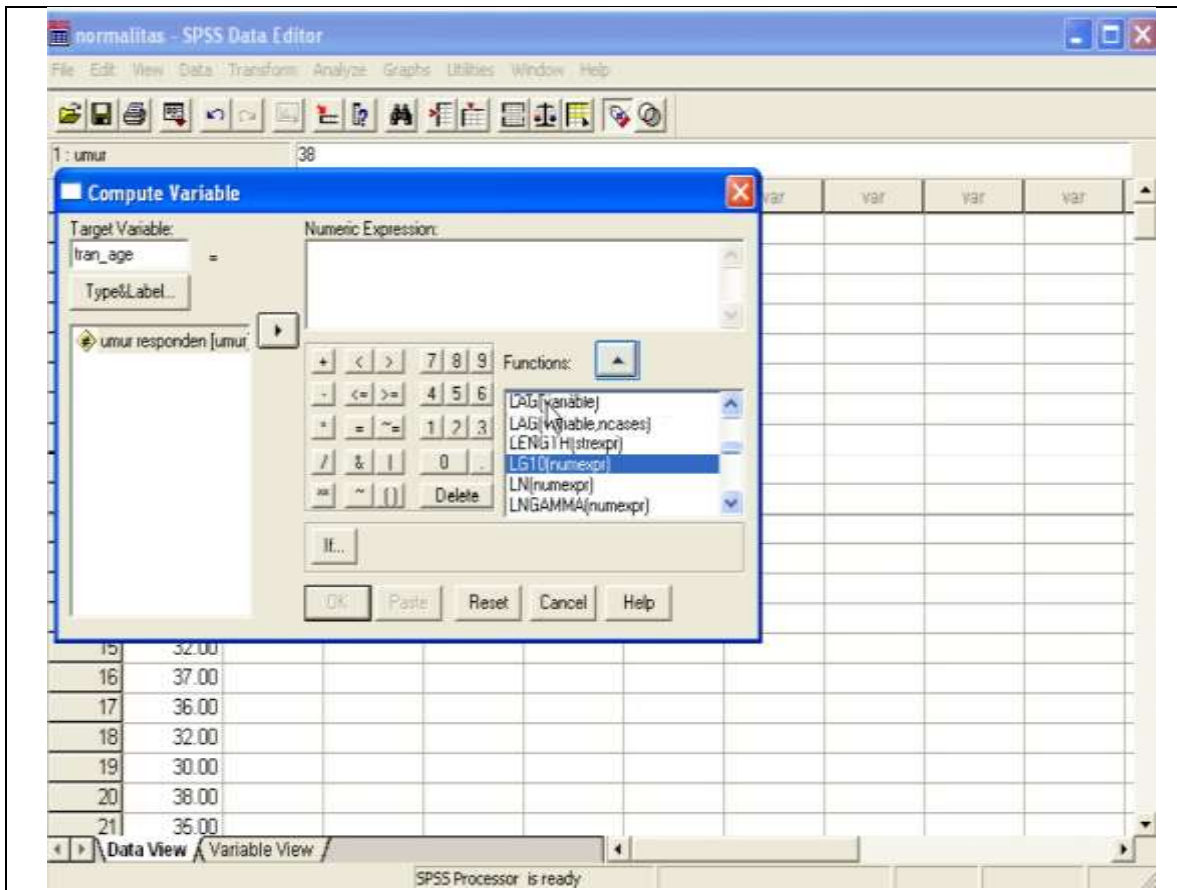 normalitas - SPSS Data Editor
File Edit View Data Transform Analyze Graphs Utilities Window Help
1 : umur 38
Compute Variable
var var var var
Target Variable: Numeric Expression:
tran_age =
Type&Label...
umur responden [umur]
+ < > 7 8 9 Functions:
- <= >= 4 5 6
* = ~= 1 2 3
/ & | 0 .
** ~ () Delete
LAG(variable)
LAG(variable,ncases)
LENGTH(strexpr)
LG10(numexpr)
LN(numexpr)
LNGAMMA(numexpr)
If...
OK Paste Reset Cancel Help
15 32.00
16 37.00
17 36.00
18 32.00
19 30.00
20 38.00
21 35.00
Data View Variable View
SPSS Processor is ready